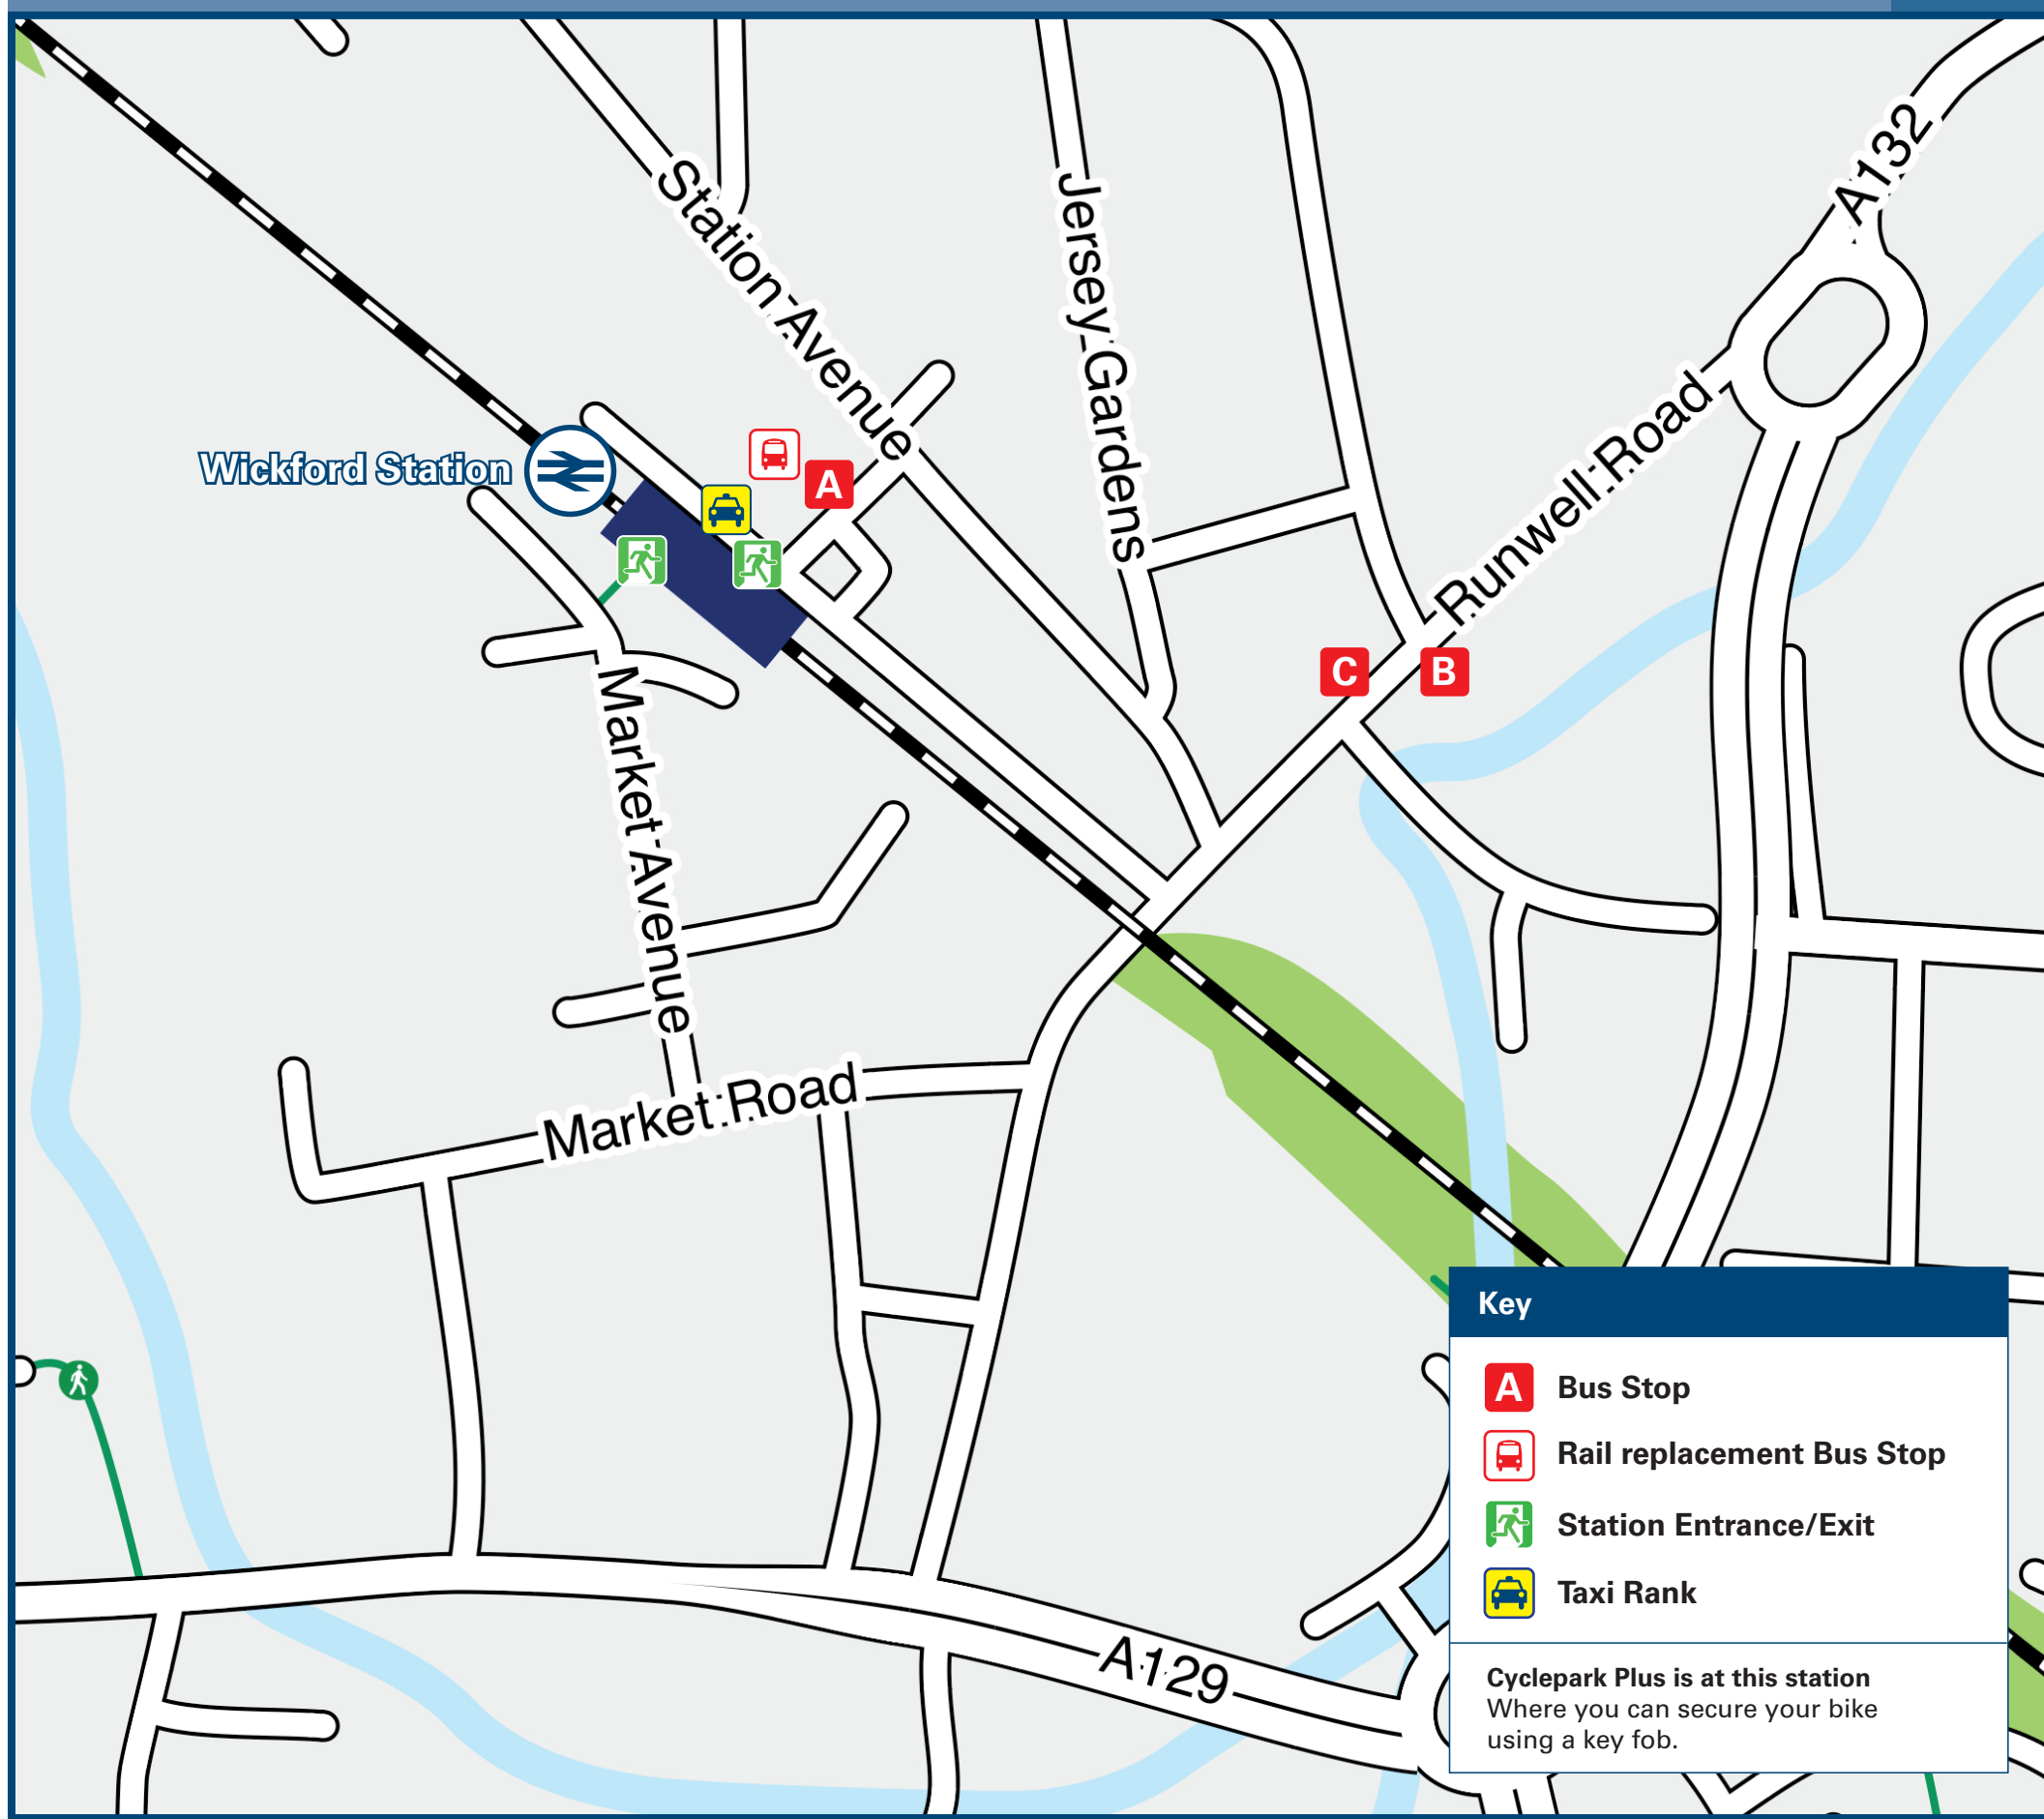 A132
Station Avenue
Jersey Gardens
Runwell Road
Wickford Station
A
C
B
Market Avenue
Market Road
A129
Key
A Bus Stop
Rail replacement Bus Stop
Station Entrance/Exit
Taxi Rank
Cyclepark Plus is at this station
Where you can secure your bike
using a key fob.